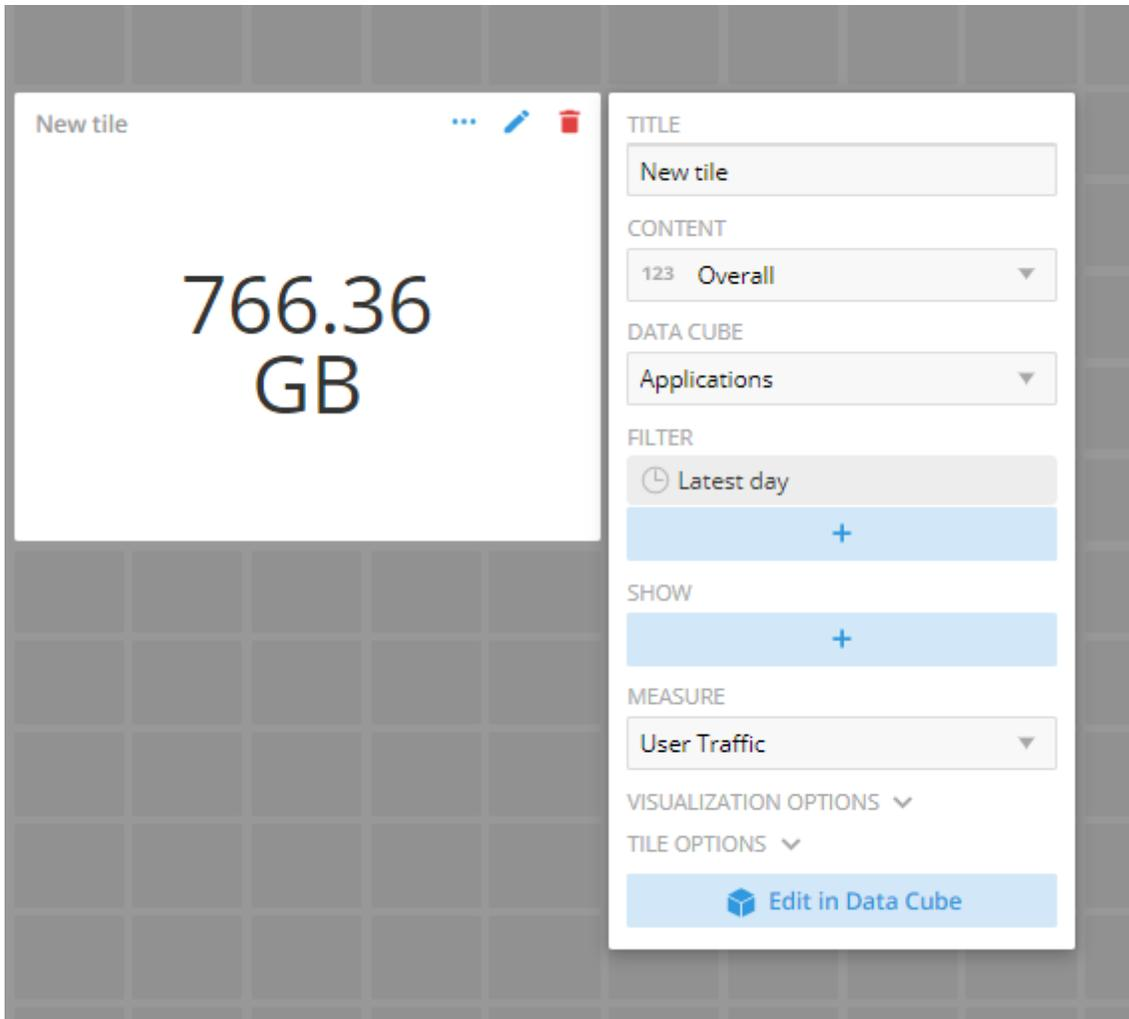 New tile
766.36
GB
TITLE
New tile
CONTENT
123 Overall
DATA CUBE
Applications
FILTER
Latest day
+
SHOW
+
MEASURE
User Traffic
VISUALIZATION OPTIONS
TILE OPTIONS
Edit in Data Cube